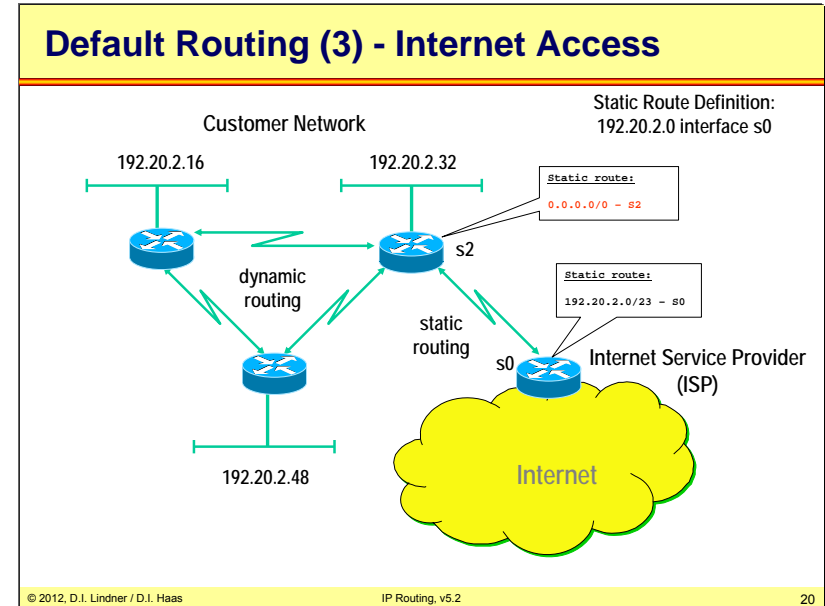 Default Routing (3) - Internet Access
Static Route Definition:
192.20.2.0 interface s0
Customer Network
192.20.2.16
192.20.2.32
Static route:
0.0.0.0/0 – S2
s2
dynamic
routing
Static route:
192.20.2.0/23 – S0
static
routing
s0
Internet Service Provider
(ISP)
192.20.2.48
Internet
© 2012, D.I. Lindner / D.I. Haas
IP Routing, v5.2
20